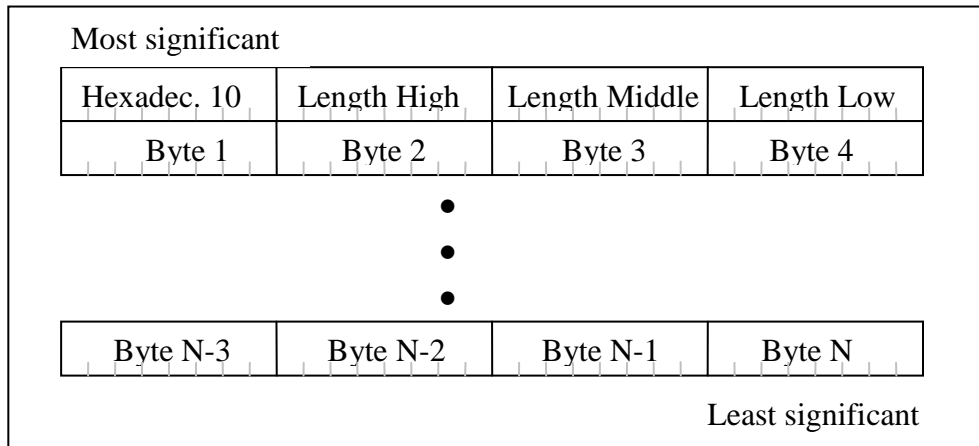 Most significant
Hexadec. 10 Length High Length Middle Length Low
Byte 1 Byte 2 Byte 3 Byte 4
Byte N-3 Byte N-2 Byte N-1 Byte N
Least significant